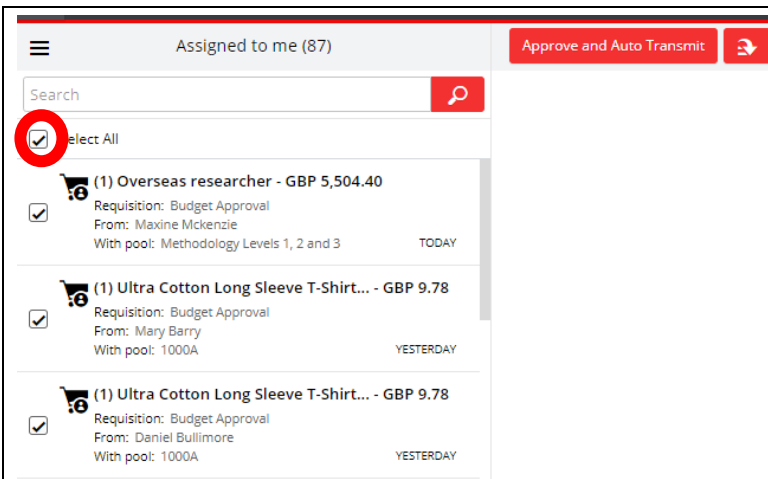 Assigned to me (87)
Approve and Auto Transmit
Search
elect All
(1) Overseas researcher - GBP 5,504.40
Requisition: Budget Approval
From: Maxine Mckenzie
With pool: Methodology Levels 1, 2 and 3 TODAY
(1) Ultra Cotton Long Sleeve T-Shirt... - GBP 9.78
Requisition: Budget Approval
From: Mary Barry
With pool: 1000A YESTERDAY
(1) Ultra Cotton Long Sleeve T-Shirt... - GBP 9.78
Requisition: Budget Approval
From: Daniel Bullimore
With pool: 1000A YESTERDAY